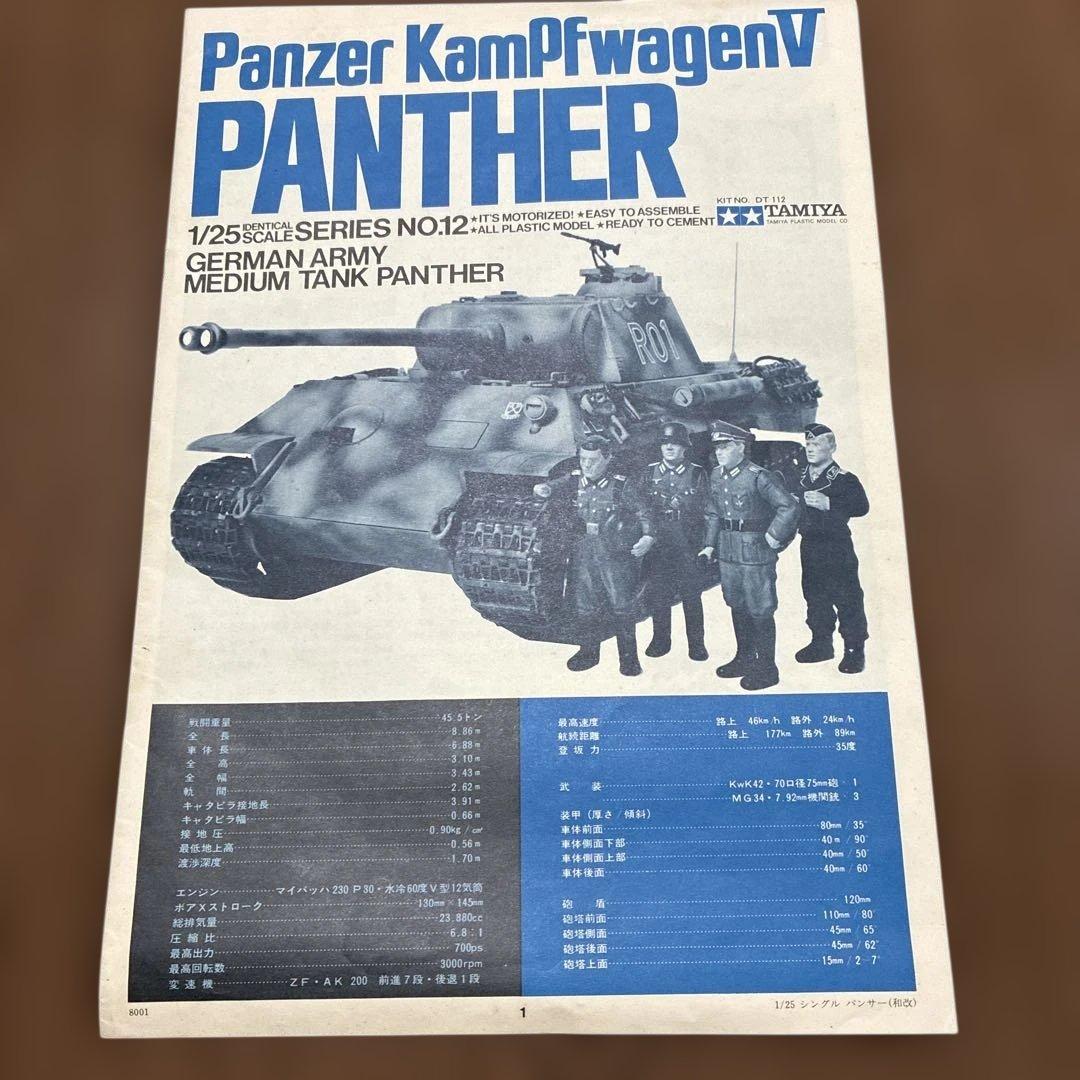 Panzer KamPfwagenV
PANTHER
1/25 IDENTICAL SCALE SERIES NO.12 ★IT'S MOTORIZED! ★EASY TO ASSEMBLE
★ALL PLASTIC MODEL ★READY TO CEMENT
KIT NO. DT 112
TAMIYA
TAMIYA PLASTIC MODEL CO
GERMAN ARMY
MEDIUM TANK PANTHER
R01
戦闘重量 45.5トン
全長 8.86m
車体長 6.88m
全高 3.10m
全幅 3.43m
軌間 2.62m
キャタピラ接地長 3.91m
キャタピラ幅 0.66m
接地圧 0.90kg/㎠
最低地上高 0.56m
渡渉深度 1.70m
エンジン マイバッハ230 P30・水冷60度V型12気筒
ボアXストローク 130mm×145mm
総排気量 23.880cc
圧縮比 6.8:1
最高出力 700ps
最高回転数 3000rpm
変速機 ZF・AK 200 前進7段・後退1段
最高速度 路上 46km/h 路外 24km/h
航続距離 路上 177km 路外 89km
登坂力 35度
武装 KwK42・70口径75mm砲×1
MG34・7.92mm機関銃×3
装甲(厚さ/傾斜)
車体前面 80mm/35°
車体側面下部 40m/90°
車体側面上部 40mm/50°
車体後面 40mm/60°
砲盾 120mm
砲塔前面 110mm/80°
砲塔側面 45mm/65°
砲塔後面 45mm/62°
砲塔上面 15mm/2-7°
8001
1
1/25 シングル パンサー(和改)